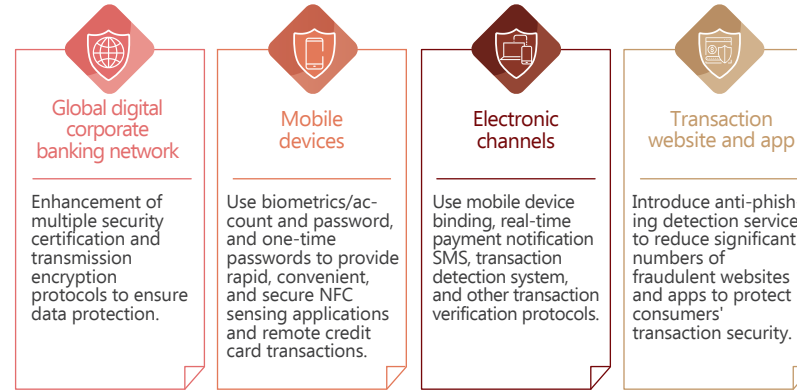 Global digital
corporate
banking network
Enhancement of
multiple security
certification and
transmission
encryption
protocols to ensure
data protection.
Mobile
devices
Use biometrics/ac-
count and password,
and one-time
passwords to provide
rapid, convenient,
and secure NFC
sensing applications
and remote credit
card transactions.
Electronic
channels
Use mobile device
binding, real-time
payment notification
SMS, transaction
detection system,
and other transaction
verification protocols.
Transaction
website and app
Introduce anti-phish
ing detection service
to reduce significant
numbers of
fraudulent websites
and apps to protect
consumers'
transaction security.